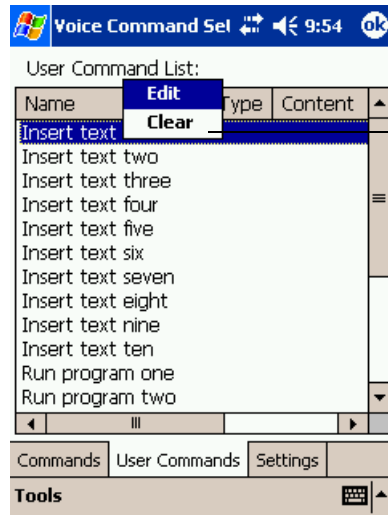 Voice Command Set 9:54 ok
User Command List:
Name Type Content
Edit
Clear
Insert text
Insert text two
Insert text three
Insert text four
Insert text five
Insert text six
Insert text seven
Insert text eight
Insert text nine
Insert text ten
Run program one
Run program two
Commands User Commands Settings
Tools